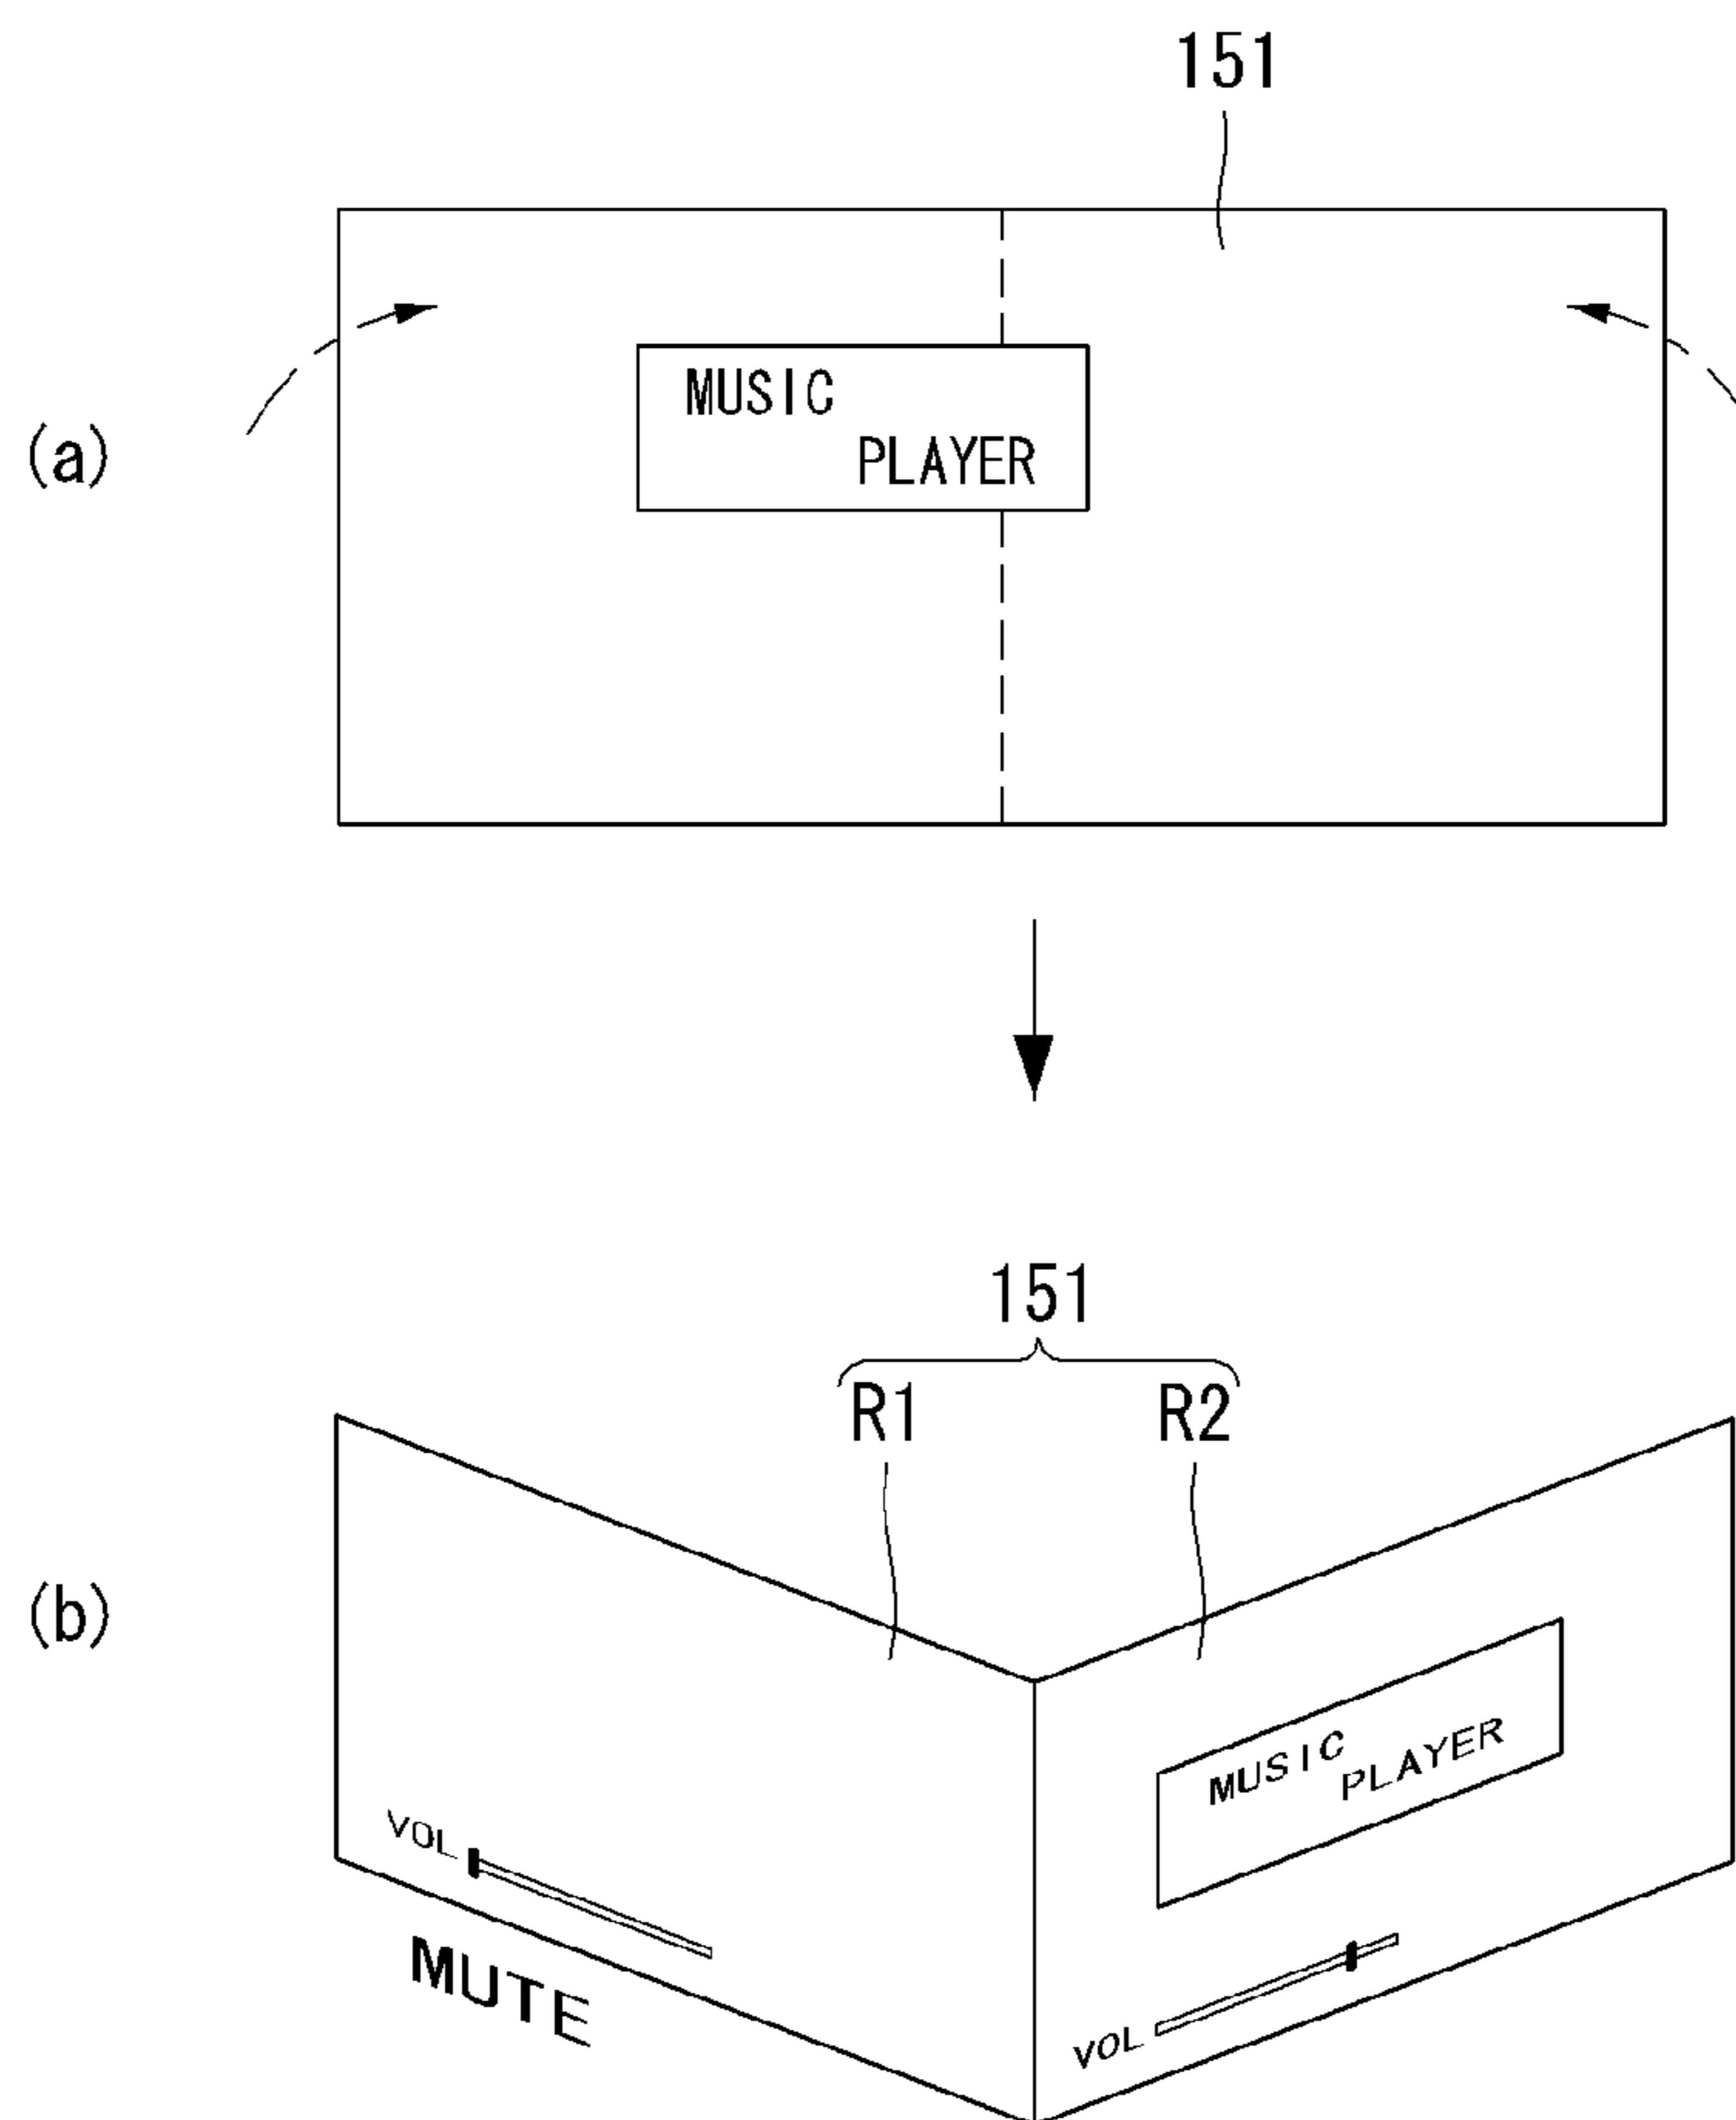 151
(a)
MUSIC
PLAYER
151
R1 R2
(b)
MUSIC
PLAYER
VOL
MUTE
VOL